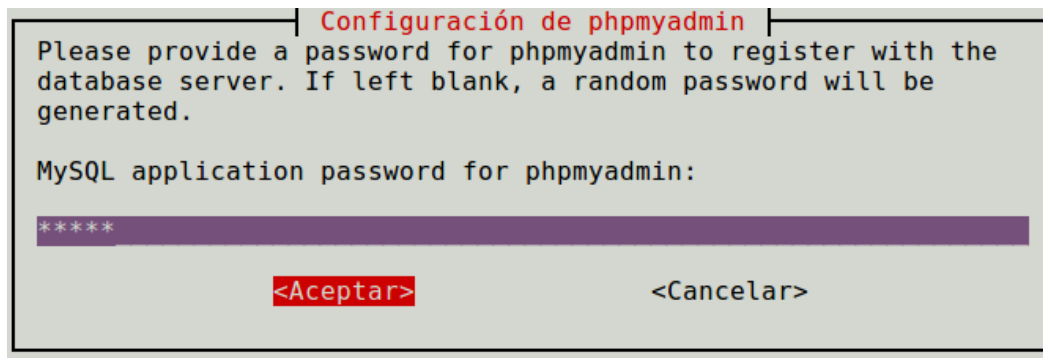 Configuración de phpmyadmin
Please provide a password for phpmyadmin to register with the
database server. If left blank, a random password will be
generated.
MySQL application password for phpmyadmin:
*****
<Aceptar> <Cancelar>